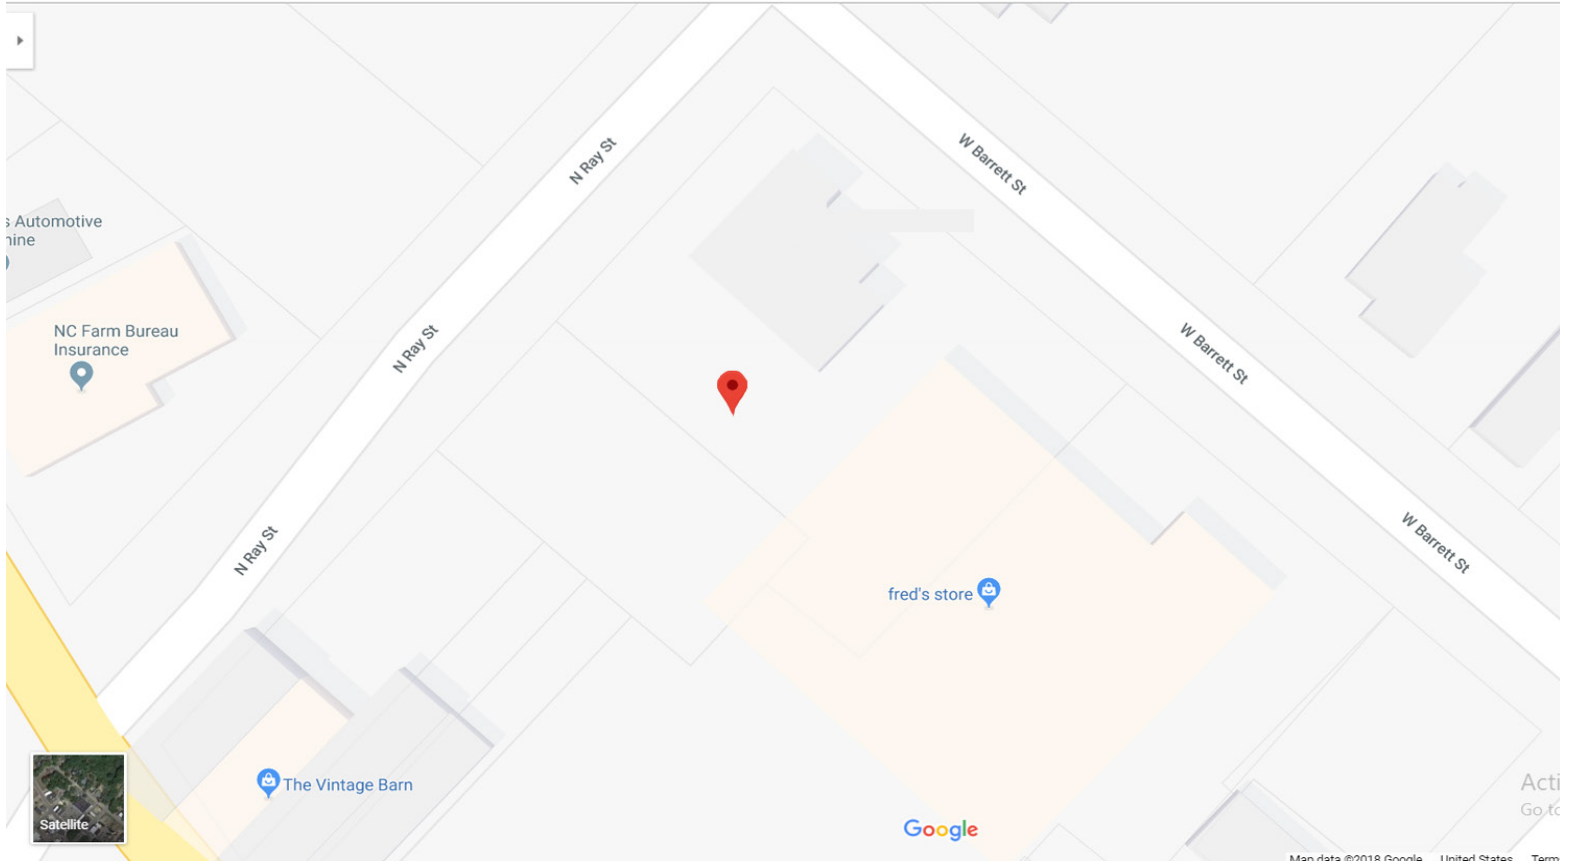 N Ray St
W Barrett St
s Automotive
hine
NC Farm Bureau
Insurance
N Ray St
W Barrett St
N Ray St
W Barrett St
fred's store
The Vintage Barn
Satellite
Google
Acti
Go to
Map data ©2018 Google United States Term